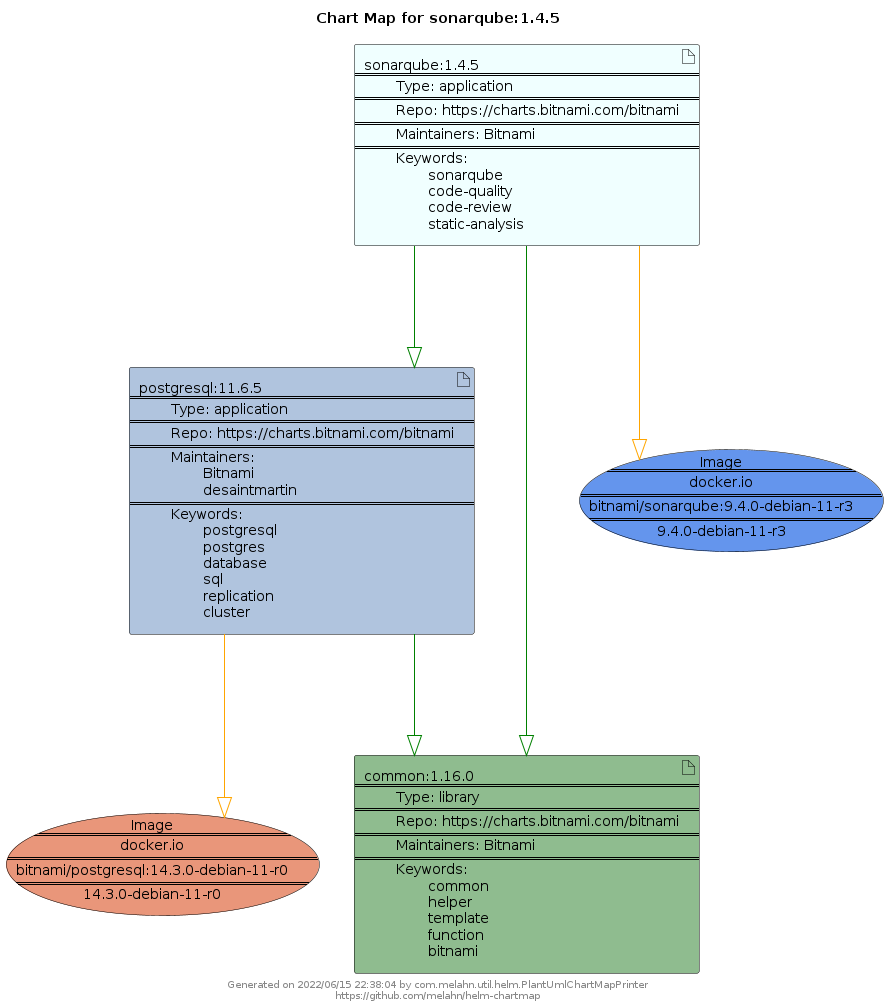 Chart Map for sonarqube:1.4.5
sonarqube:1.4.5
Type: application
Repo: https://charts.bitnami.com/bitnami
Maintainers: Bitnami
Keywords:
sonarqube
code-quality
code-review
static-analysis
postgresql:11.6.5
Type: application
Repo: https://charts.bitnami.com/bitnami
Maintainers:
Bitnami
desaintmartin
Keywords:
postgresql
postgres
database
sql
replication
cluster
Image
docker.io
bitnami/sonarqube:9.4.0-debian-11-r3
9.4.0-debian-11-r3
Image
docker.io
bitnami/postgresql:14.3.0-debian-11-r0
14.3.0-debian-11-r0
common:1.16.0
Type: library
Repo: https://charts.bitnami.com/bitnami
Maintainers: Bitnami
Keywords:
common
helper
template
function
bitnami
Generated on 2022/06/15 22:38:04 by com.melahn.util.helm.PlantUmlChartMapPrinter
https://github.com/melahn/helm-chartmap